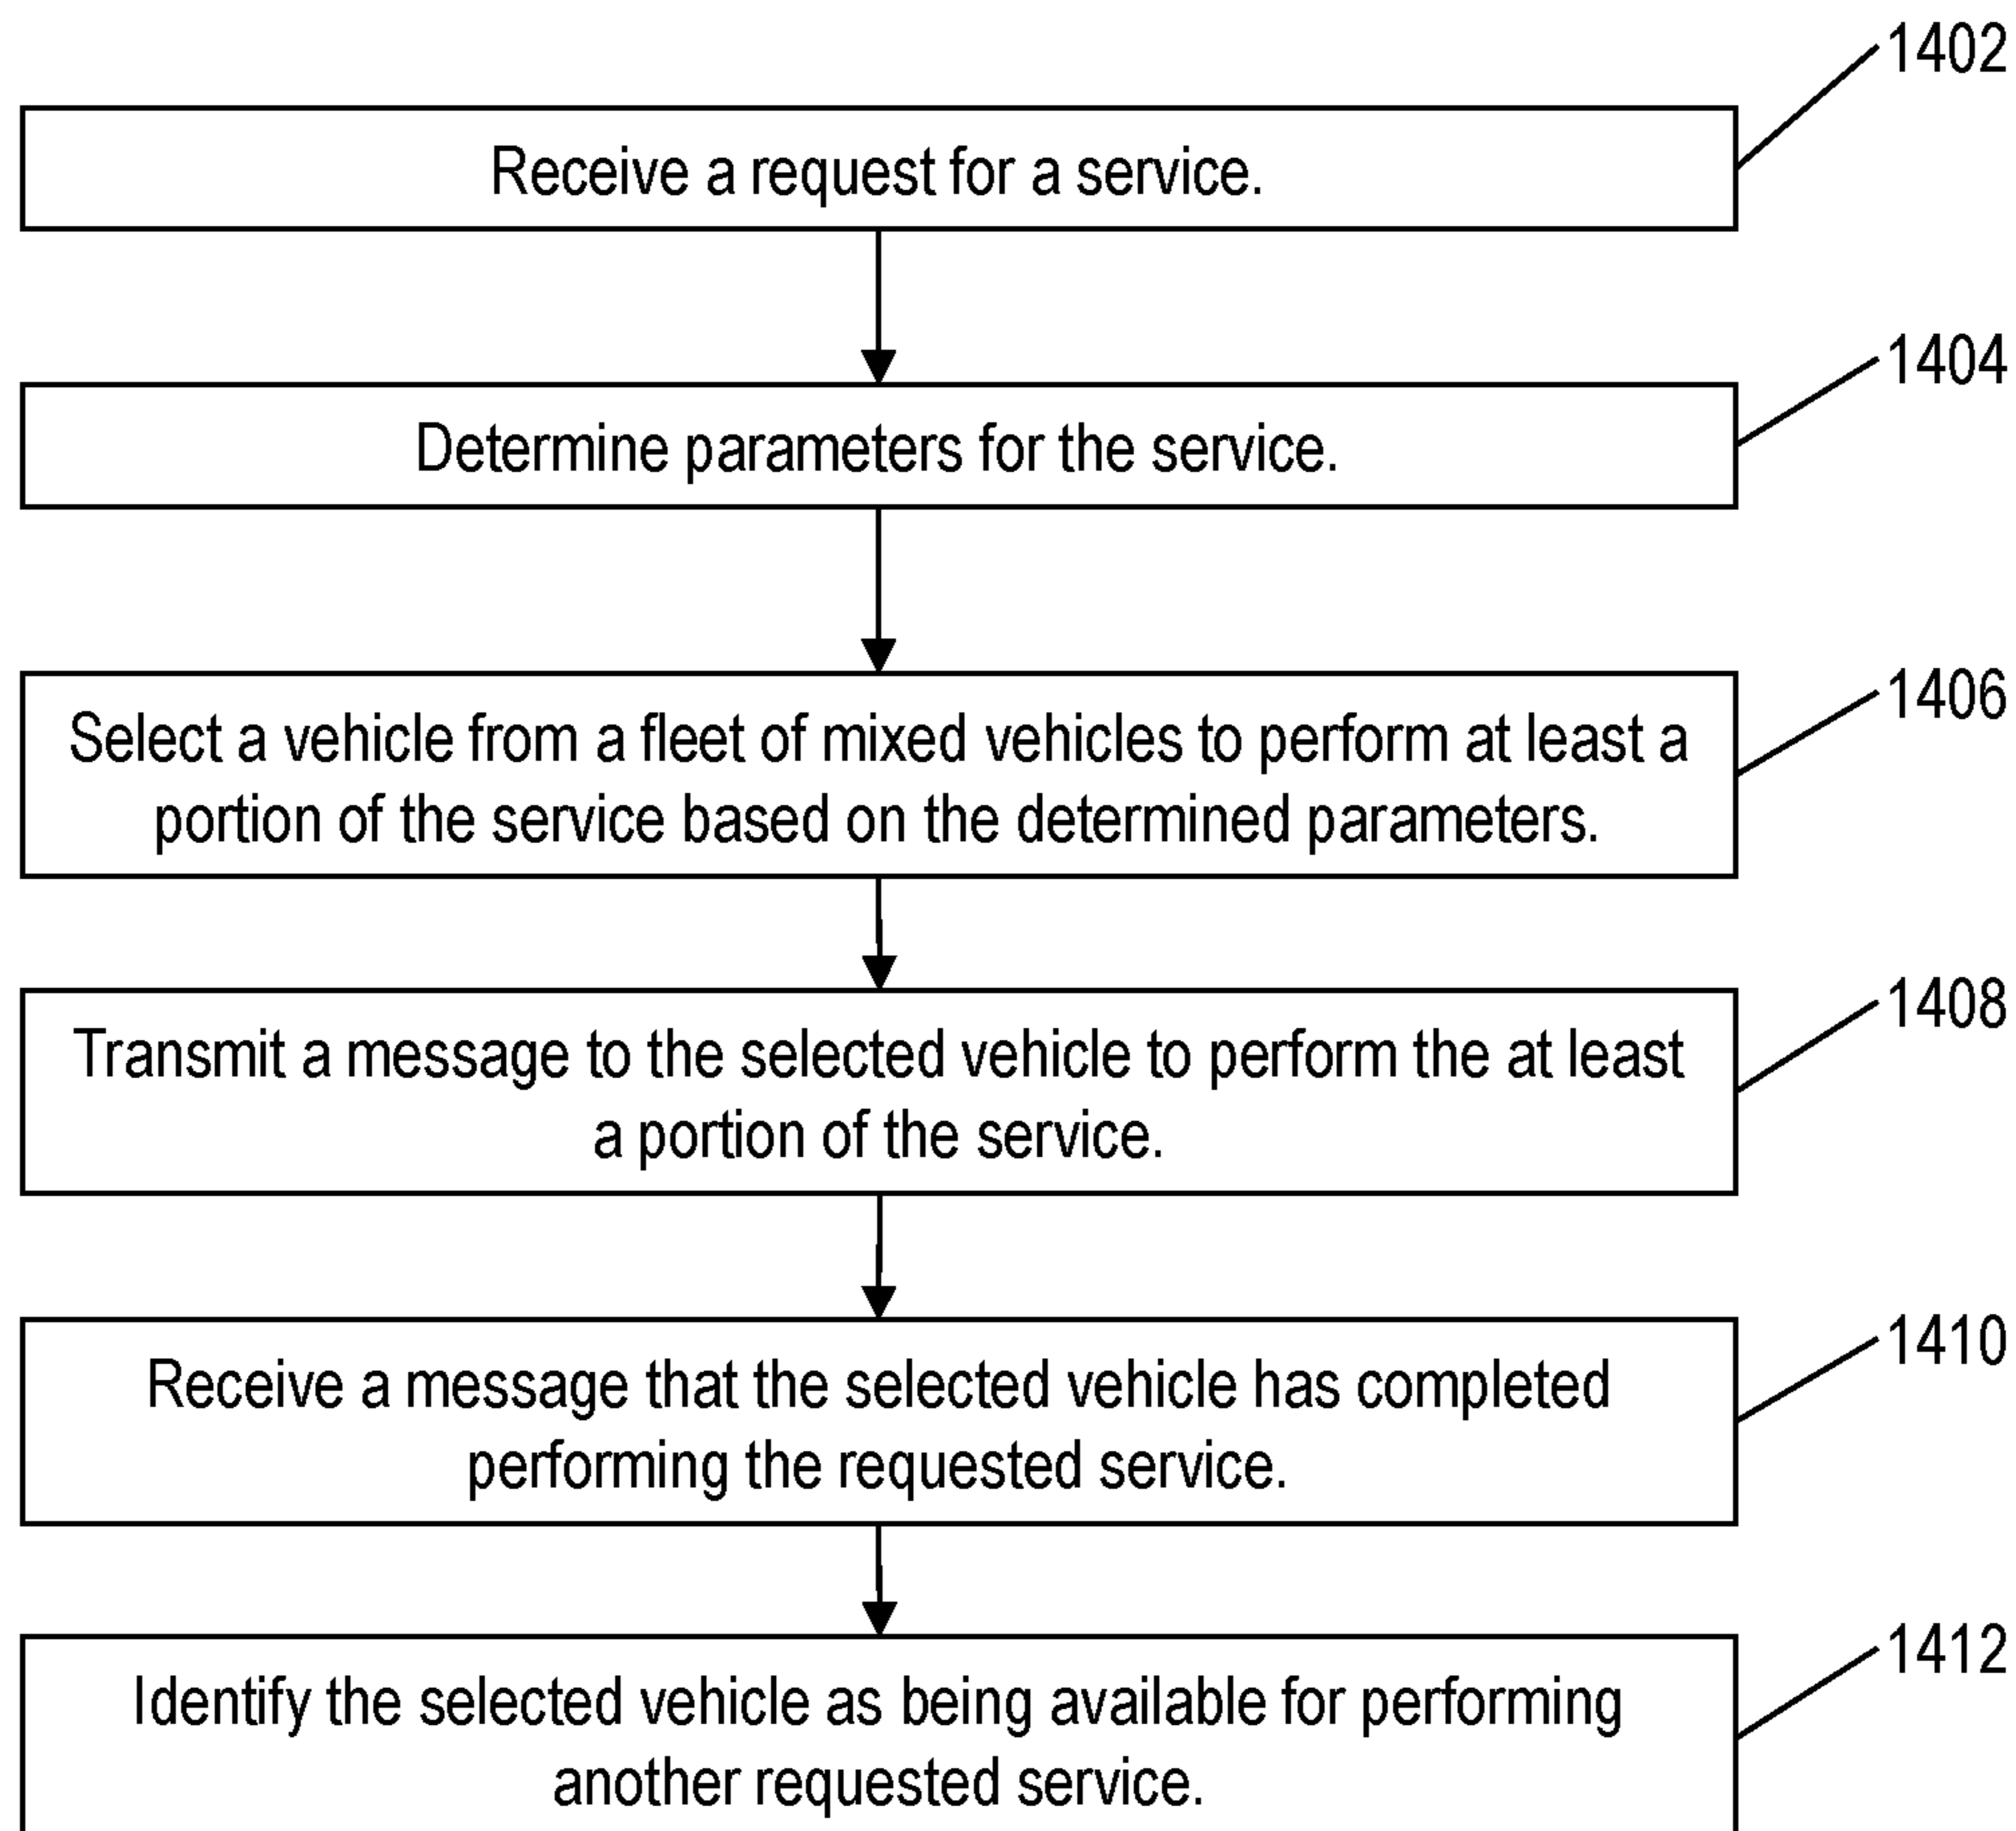 1402
Receive a request for a service.
1404
Determine parameters for the service.
1406
Select a vehicle from a fleet of mixed vehicles to perform at least a
portion of the service based on the determined parameters.
1408
Transmit a message to the selected vehicle to perform the at least
a portion of the service.
1410
Receive a message that the selected vehicle has completed
performing the requested service.
1412
Identify the selected vehicle as being available for performing
another requested service.